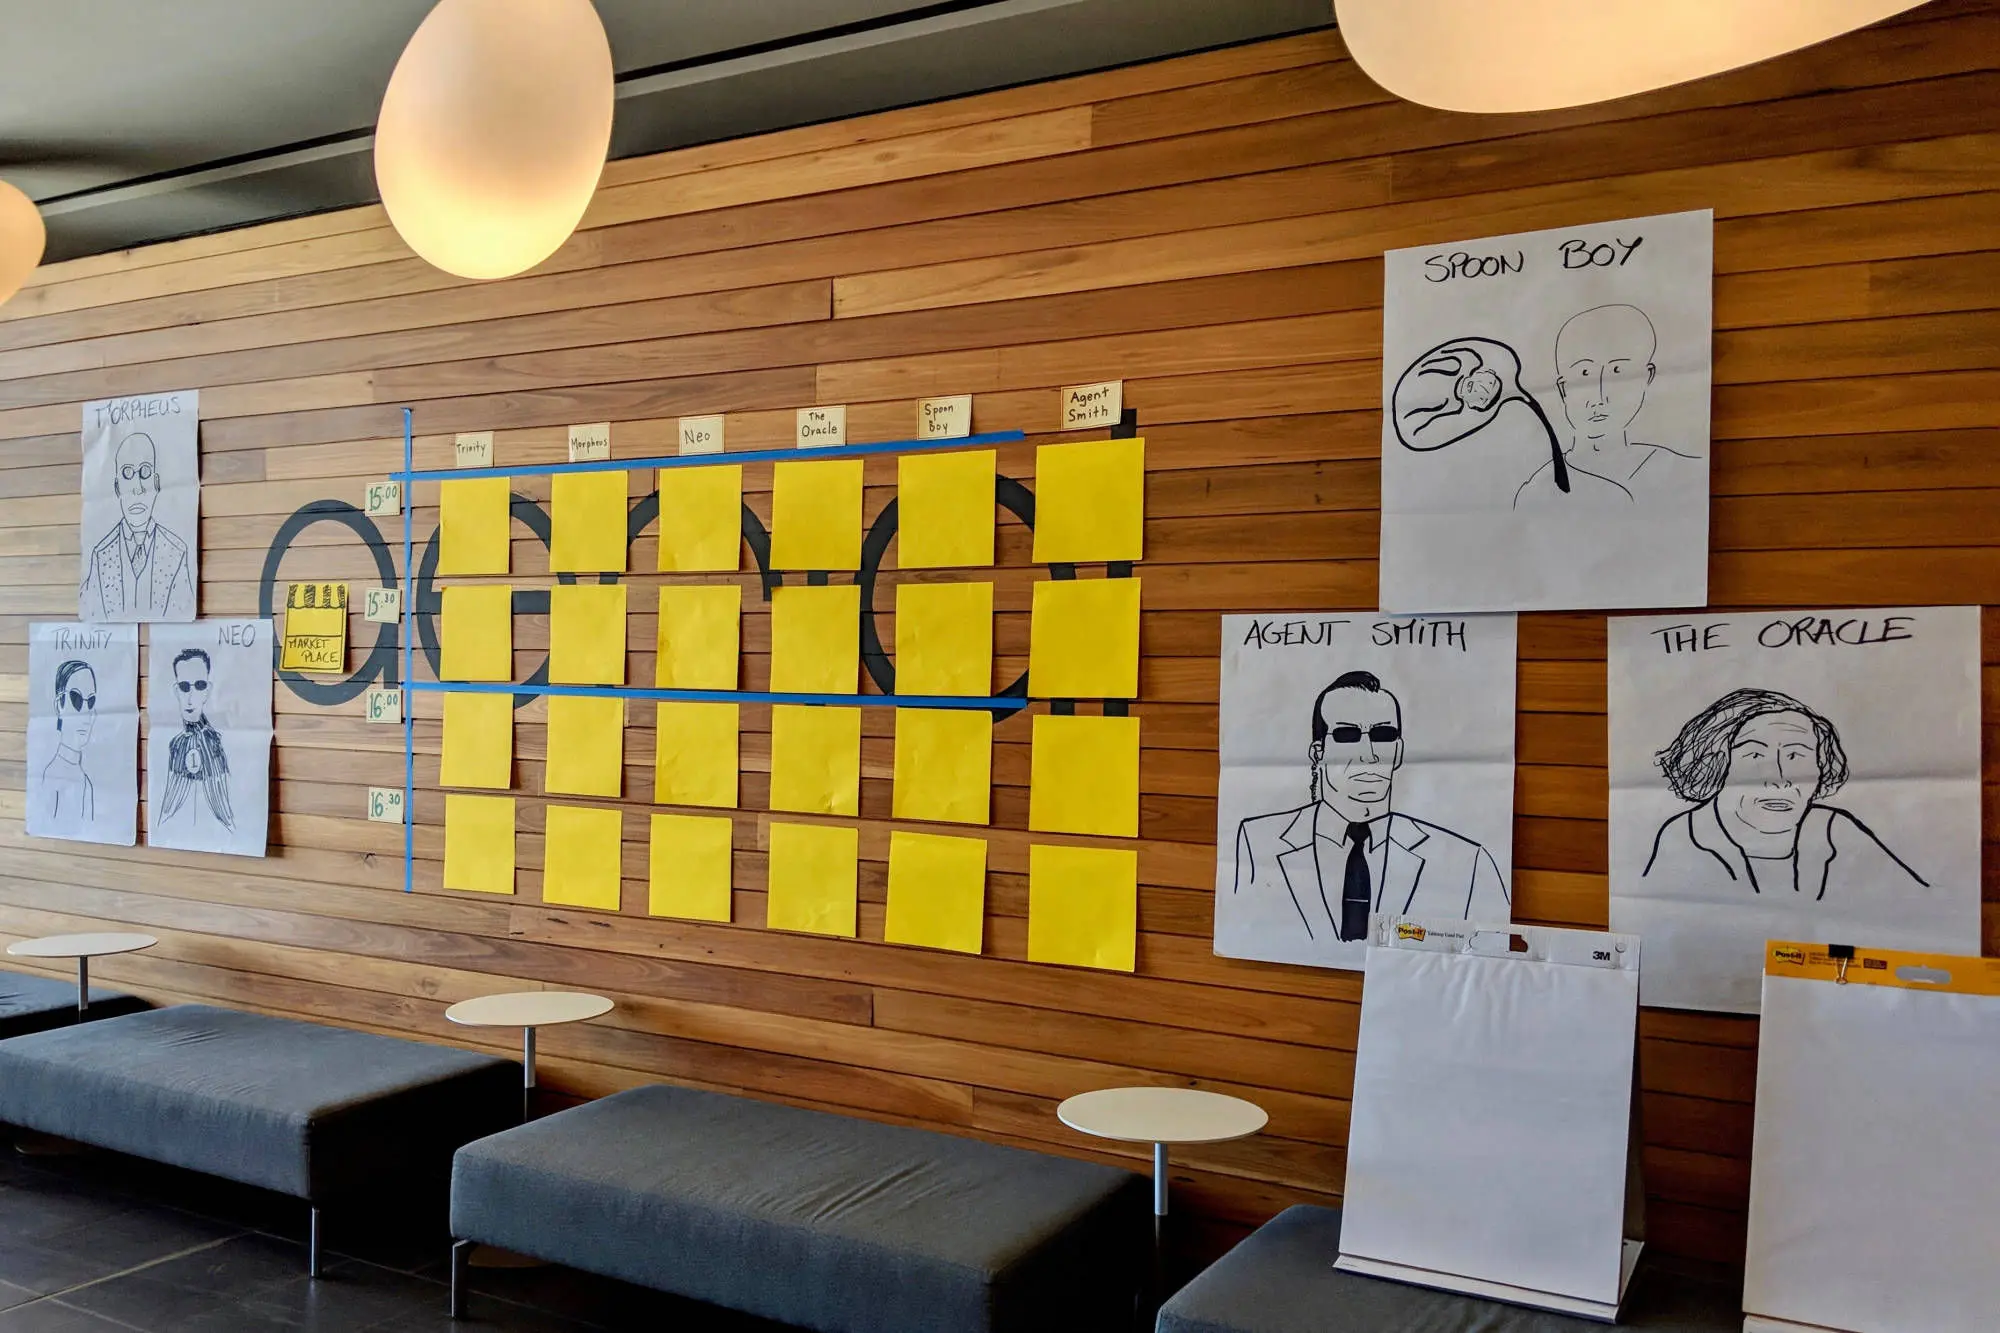 SPOON BOY
MORPHEUS
Trinity
Morpheus
Neo
The
Oracle
Spoon
Boy
Agent
Smith
15:00
15:30
16:00
16:30
MARKET
PLACE
TRINITY
NEO
1
AGENT SMITH
THE ORACLE
Post-it
3M
Post-it